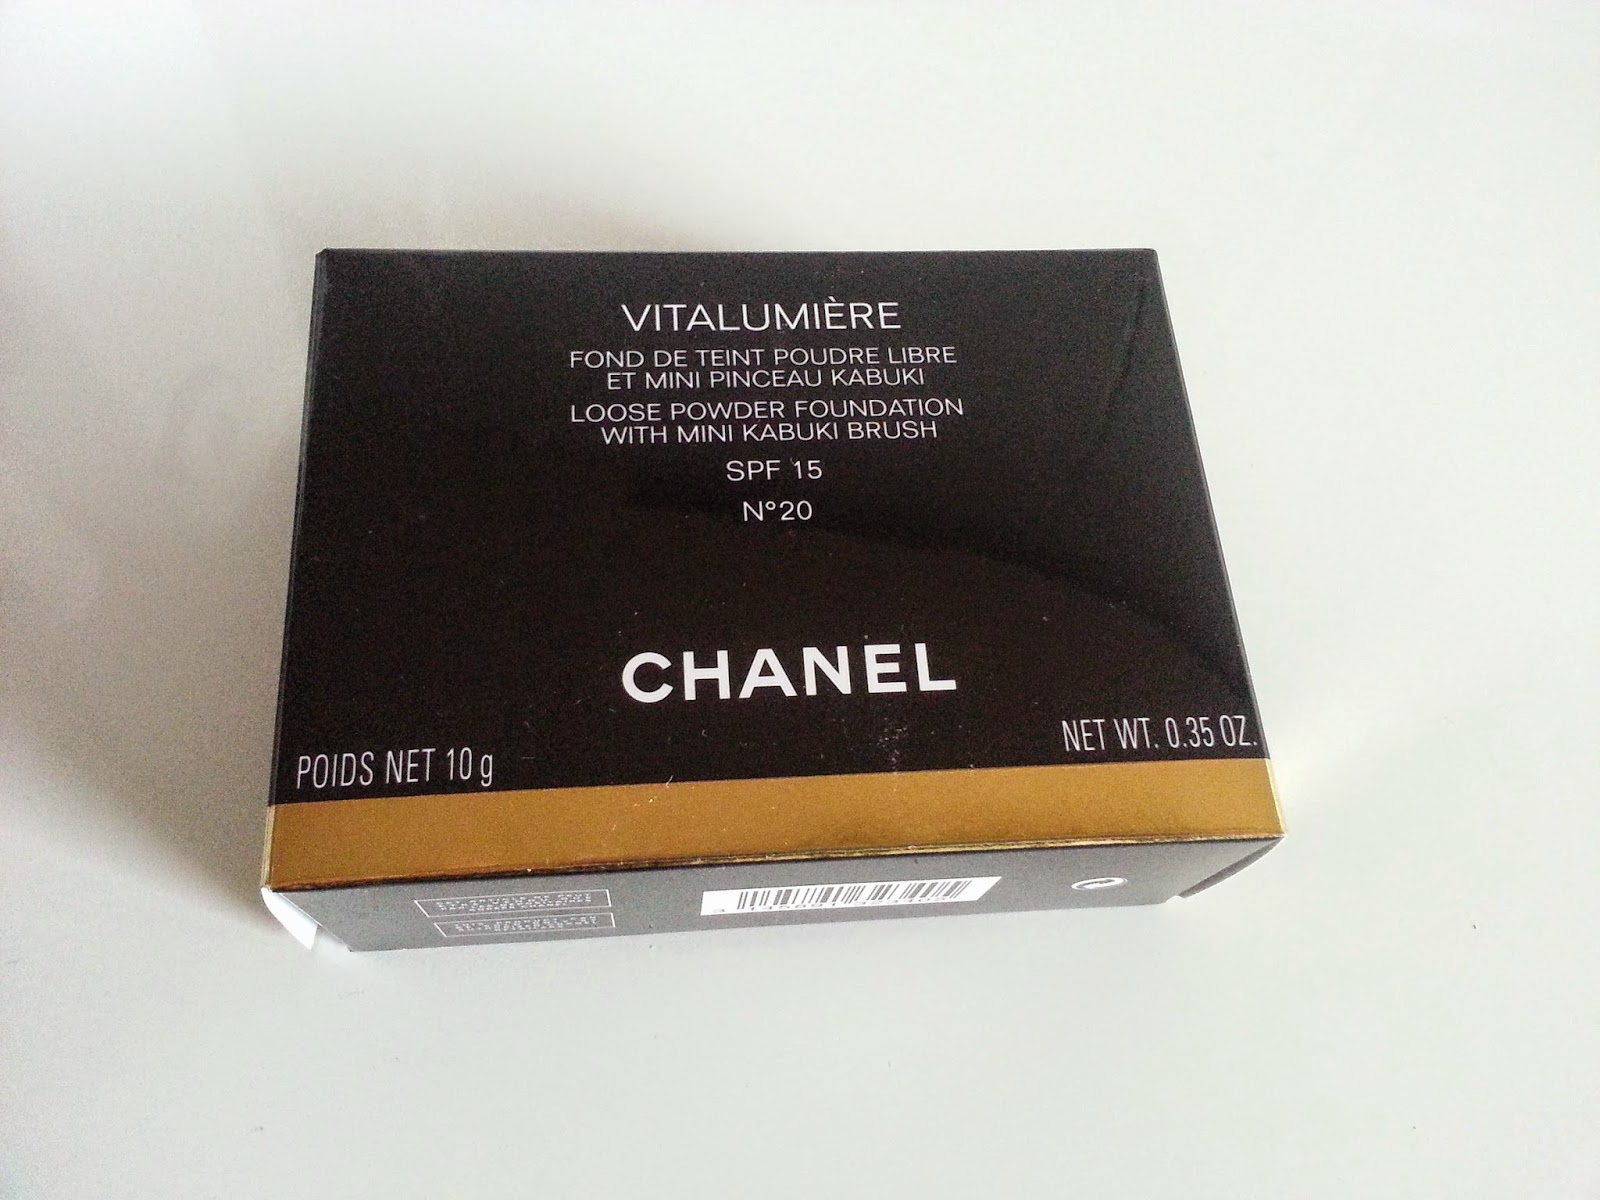 VITALUMIÈRE
FOND DE TEINT POUDRE LIBRE
ET MINI PINCEAU KABUKI
LOOSE POWDER FOUNDATION
WITH MINI KABUKI BRUSH
SPF 15
N°20
CHANEL
POIDS NET 10 g
NET WT. 0.35 OZ.